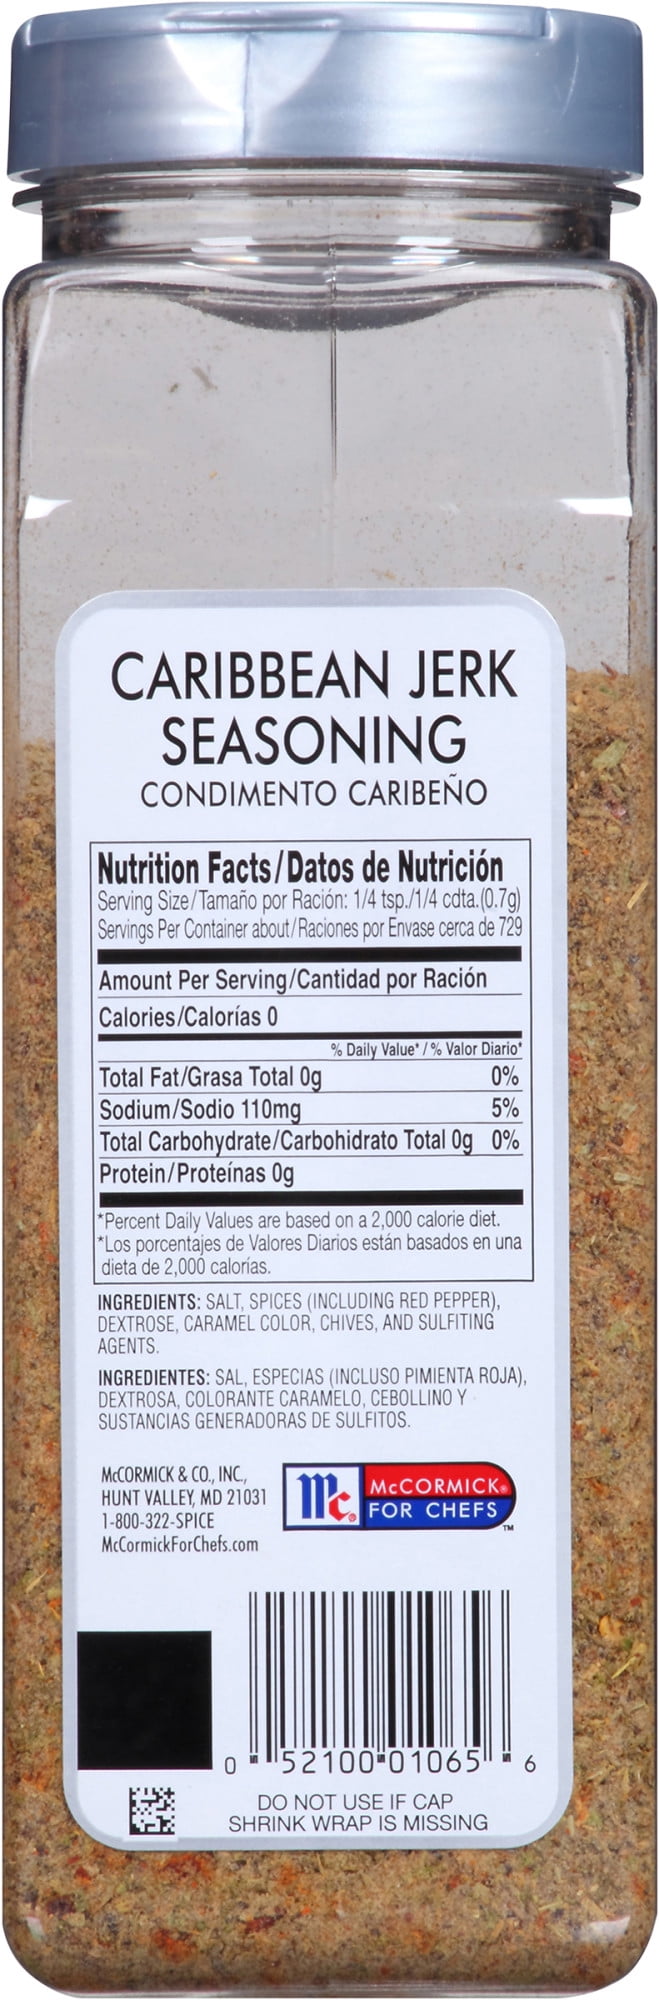 CARIBBEAN JERK
SEASONING
CONDIMENTO CARIBEÑO
Nutrition Facts/Datos de Nutrición
Serving Size/Tamaño por Ración: 1/4 tsp./1/4 cdta.(0.7g)
Servings Per Container about/Raciones por Envase cerca de 729
Amount Per Serving/Cantidad por Ración
Calories/Calorías 0
% Daily Value*/% Valor Diario*
Total Fat/Grasa Total 0g 0%
Sodium/Sodio 110mg 5%
Total Carbohydrate/Carbohidrato Total 0g 0%
Protein/Proteínas 0g
*Percent Daily Values are based on a 2,000 calorie diet.
*Los porcentajes de Valores Diarios están basados en una
dieta de 2,000 calorías.
INGREDIENTS: SALT, SPICES (INCLUDING RED PEPPER),
DEXTROSE, CARAMEL COLOR, CHIVES, AND SULFITING
AGENTS.
INGREDIENTES: SAL, ESPECIAS (INCLUSO PIMIENTA ROJA),
DEXTROSA, COLORANTE CARAMELO, CEBOLLINO Y
SUSTANCIAS GENERADORAS DE SULFITOS.
McCORMICK & CO., INC.,
HUNT VALLEY, MD 21031
1-800-322-SPICE
McCormickForChefs.com
Mc®
McCORMICK®
FOR CHEFS™
0 52100 01065 6
DO NOT USE IF CAP
SHRINK WRAP IS MISSING